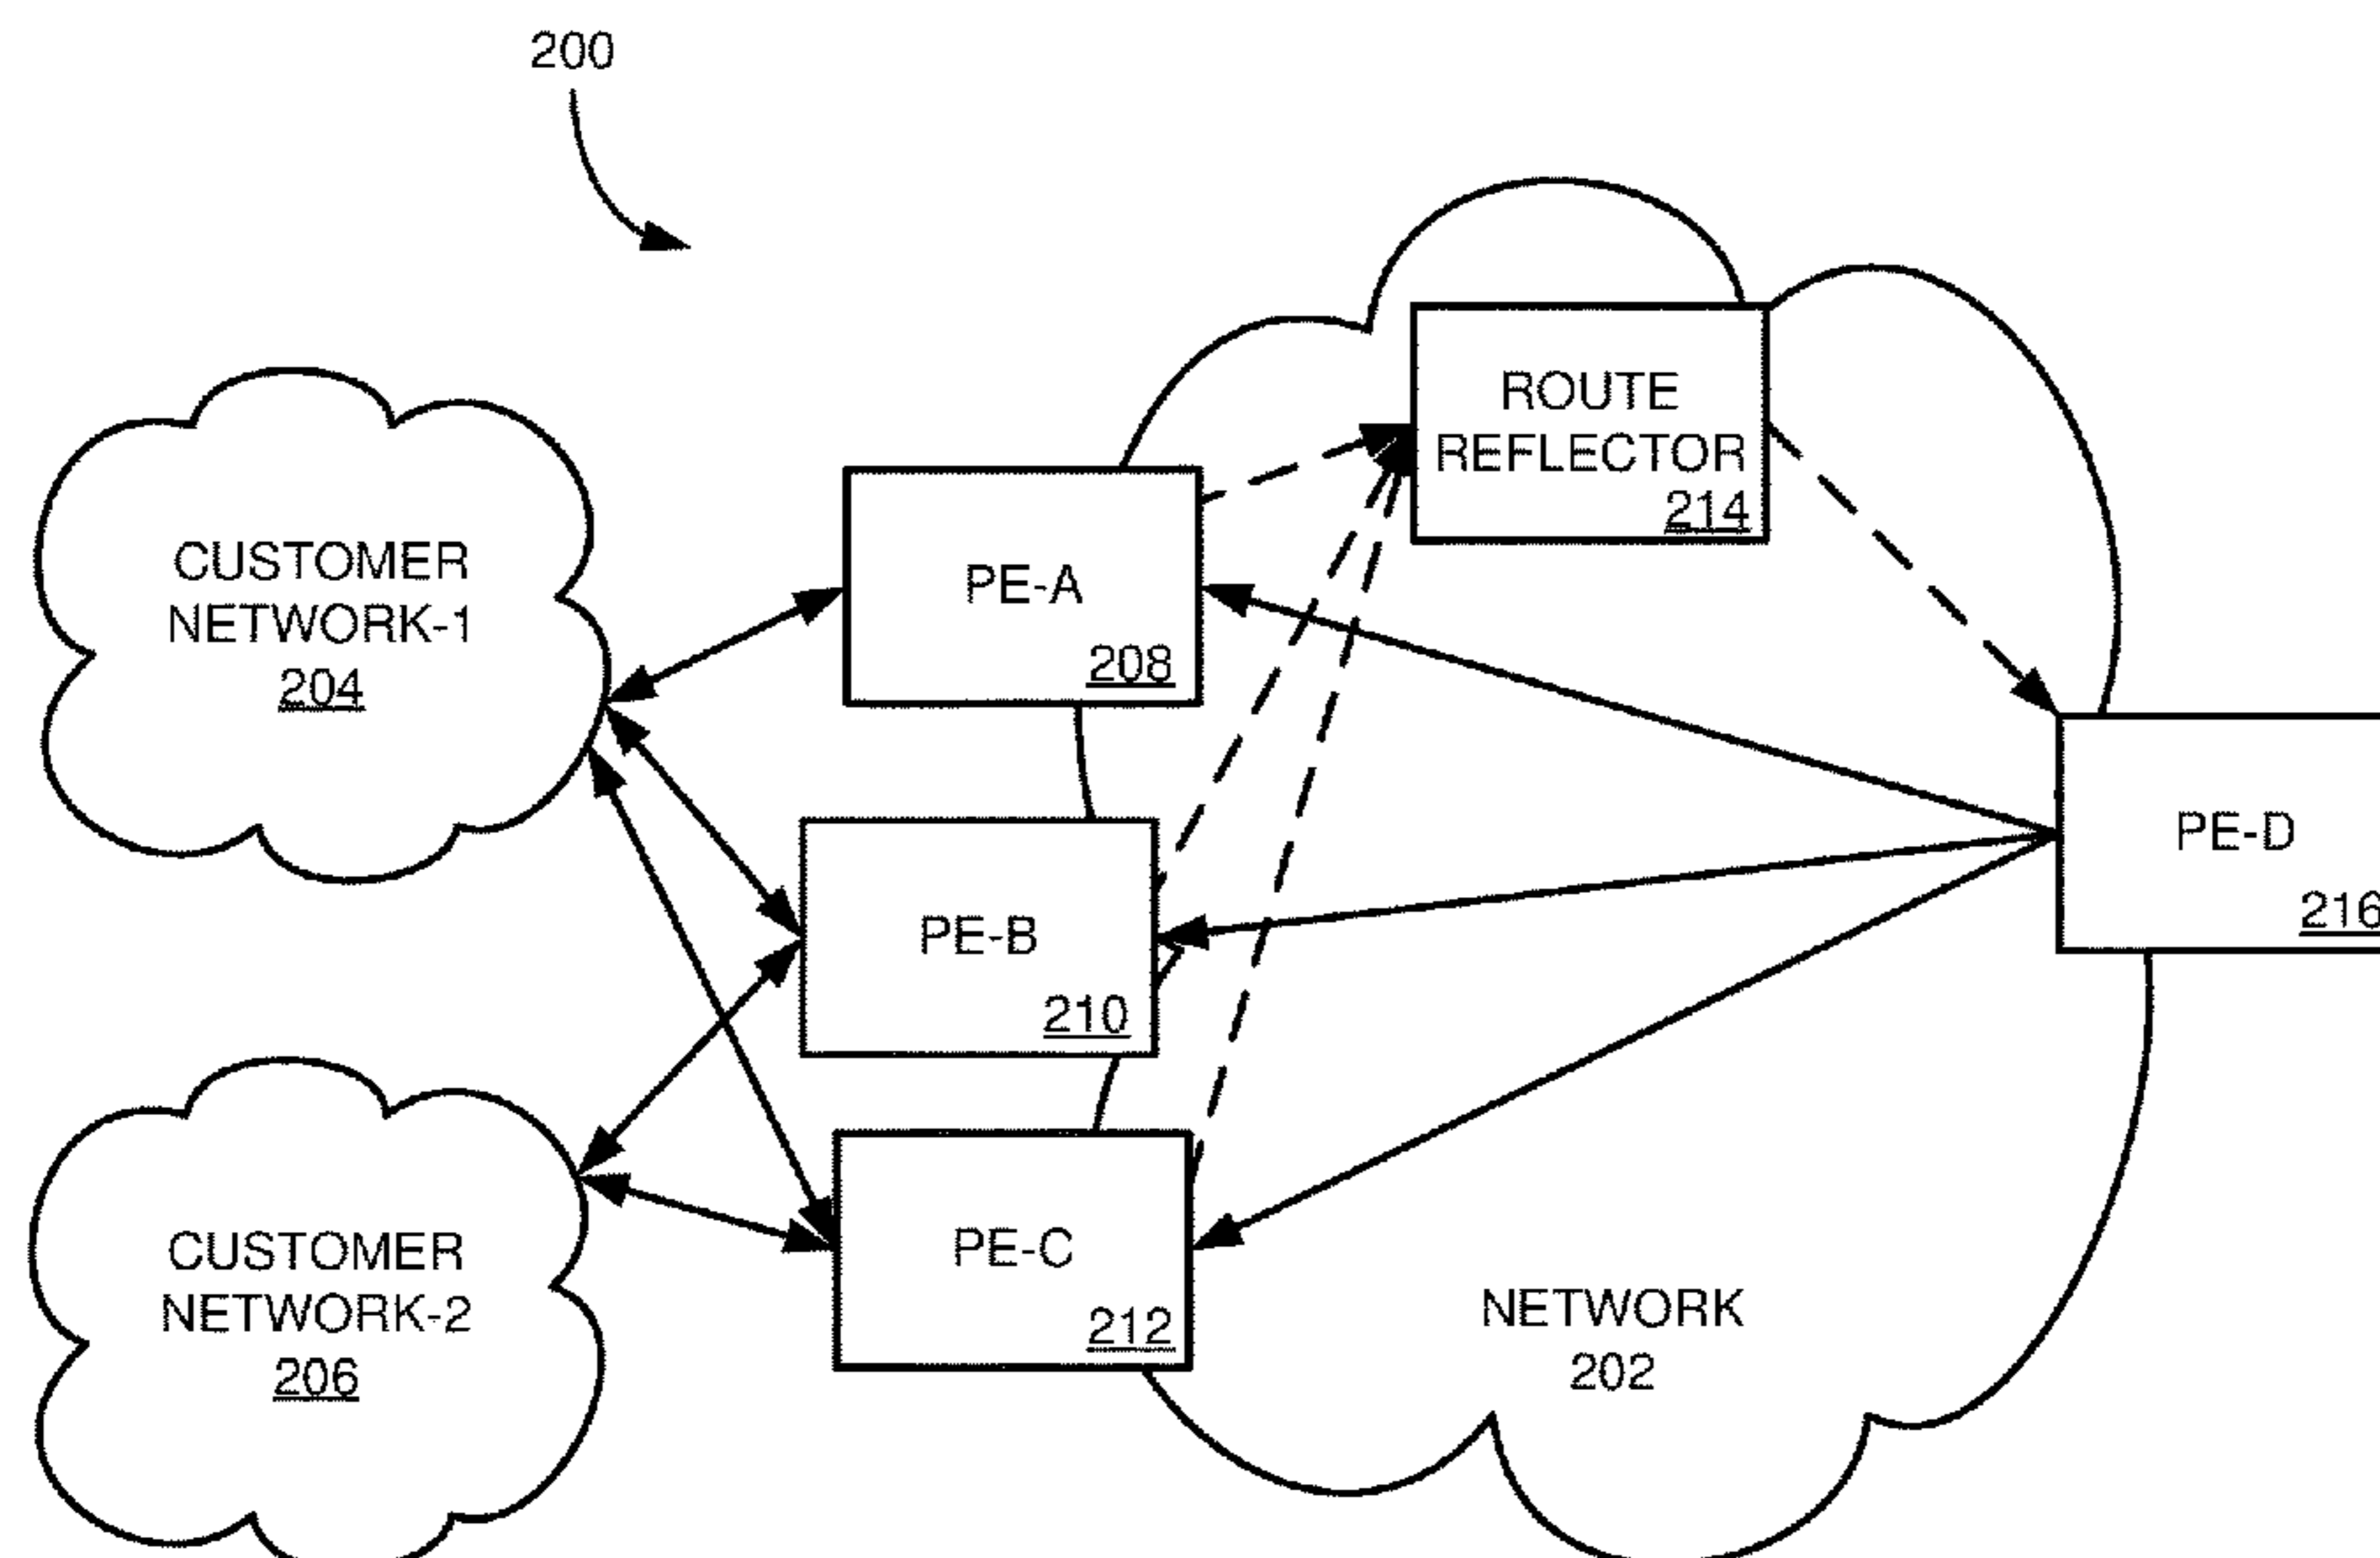 200
ROUTE
REFLECTOR
214
CUSTOMER
NETWORK-1
204
PE-A
208
PE-D
216
PE-B
210
CUSTOMER
NETWORK-2
206
PE-C
212
NETWORK
202